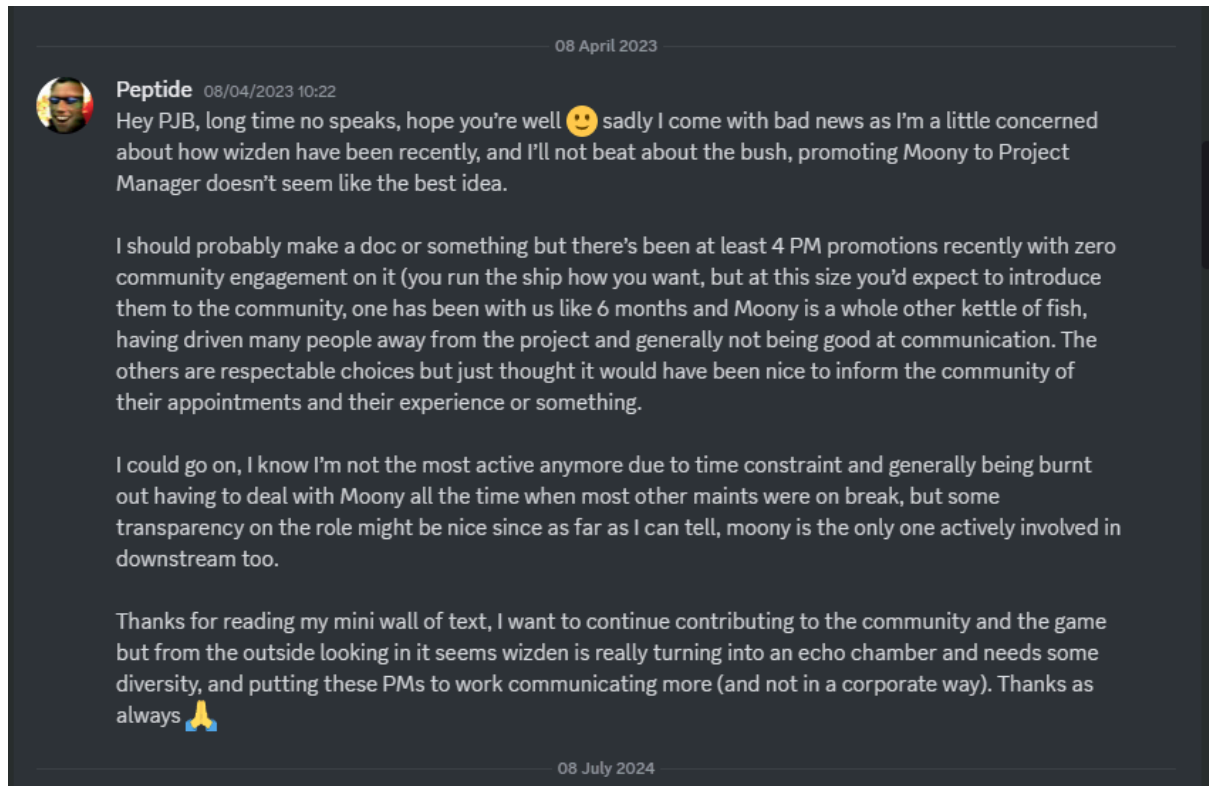 08 April 2023
Peptide 08/04/2023 10:22
Hey PJB, long time no speaks, hope you’re well 🙂 sadly I come with bad news as I’m a little concerned
about how wizden have been recently, and I’ll not beat about the bush, promoting Moony to Project
Manager doesn’t seem like the best idea.
I should probably make a doc or something but there’s been at least 4 PM promotions recently with zero
community engagement on it (you run the ship how you want, but at this size you’d expect to introduce
them to the community, one has been with us like 6 months and Moony is a whole other kettle of fish,
having driven many people away from the project and generally not being good at communication. The
others are respectable choices but just thought it would have been nice to inform the community of
their appointments and their experience or something.
I could go on, I know I’m not the most active anymore due to time constraint and generally being burnt
out having to deal with Moony all the time when most other maints were on break, but some
transparency on the role might be nice since as far as I can tell, moony is the only one actively involved in
downstream too.
Thanks for reading my mini wall of text, I want to continue contributing to the community and the game
but from the outside looking in it seems wizden is really turning into an echo chamber and needs some
diversity, and putting these PMs to work communicating more (and not in a corporate way). Thanks as
always 🙏
08 July 2024